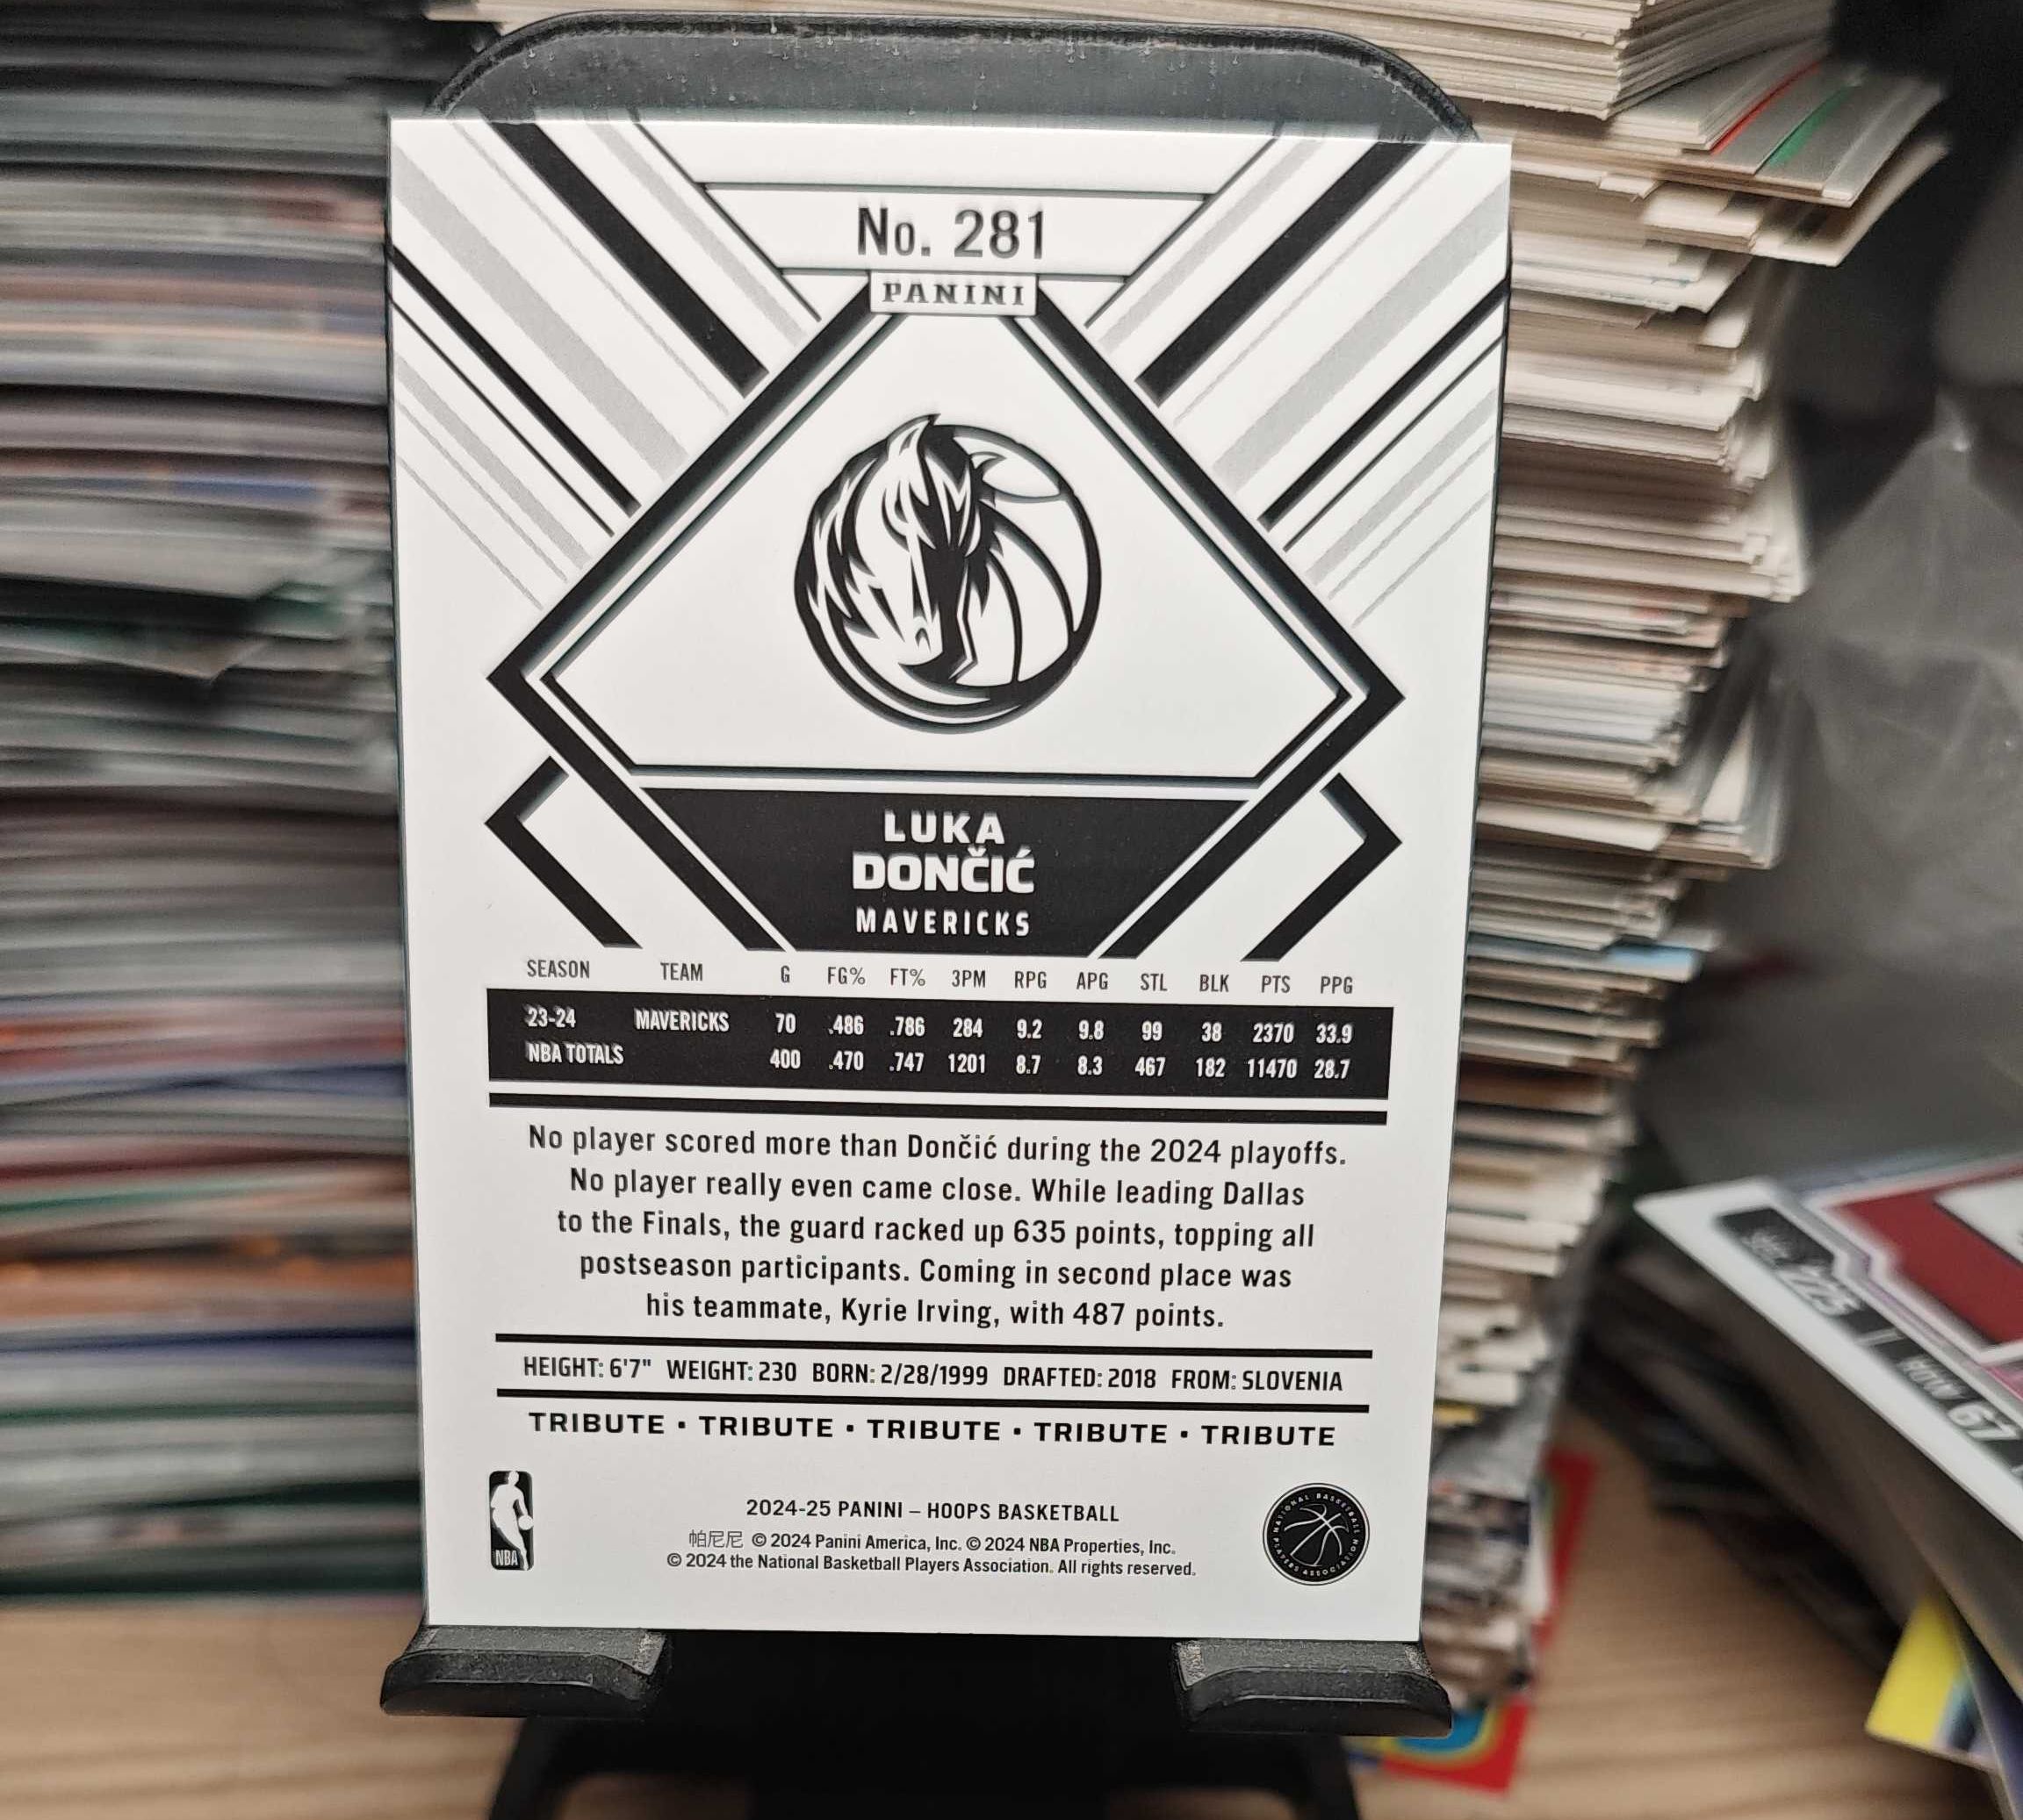 No. 281
PANINI
LUKA
DONČIĆ
MAVERICKS
SEASON TEAM G FG% FT% 3PM RPG APG STL BLK PTS PPG
23-24 MAVERICKS 70 .486 .786 284 9.2 9.8 99 38 2370 33.9
NBA TOTALS 400 .470 .747 1201 8.7 8.3 467 182 11470 28.7
No player scored more than Dončić during the 2024 playoffs.
No player really even came close. While leading Dallas
to the Finals, the guard racked up 635 points, topping all
postseason participants. Coming in second place was
his teammate, Kyrie Irving, with 487 points.
HEIGHT: 6'7" WEIGHT: 230 BORN: 2/28/1999 DRAFTED: 2018 FROM: SLOVENIA
TRIBUTE ▪ TRIBUTE ▪ TRIBUTE ▪ TRIBUTE ▪ TRIBUTE
NBA
2024-25 PANINI – HOOPS BASKETBALL
帕尼尼 © 2024 Panini America, Inc. © 2024 NBA Properties, Inc.
© 2024 the National Basketball Players Association. All rights reserved.
NATIONAL BASKETBALL PLAYERS ASSOCIATION